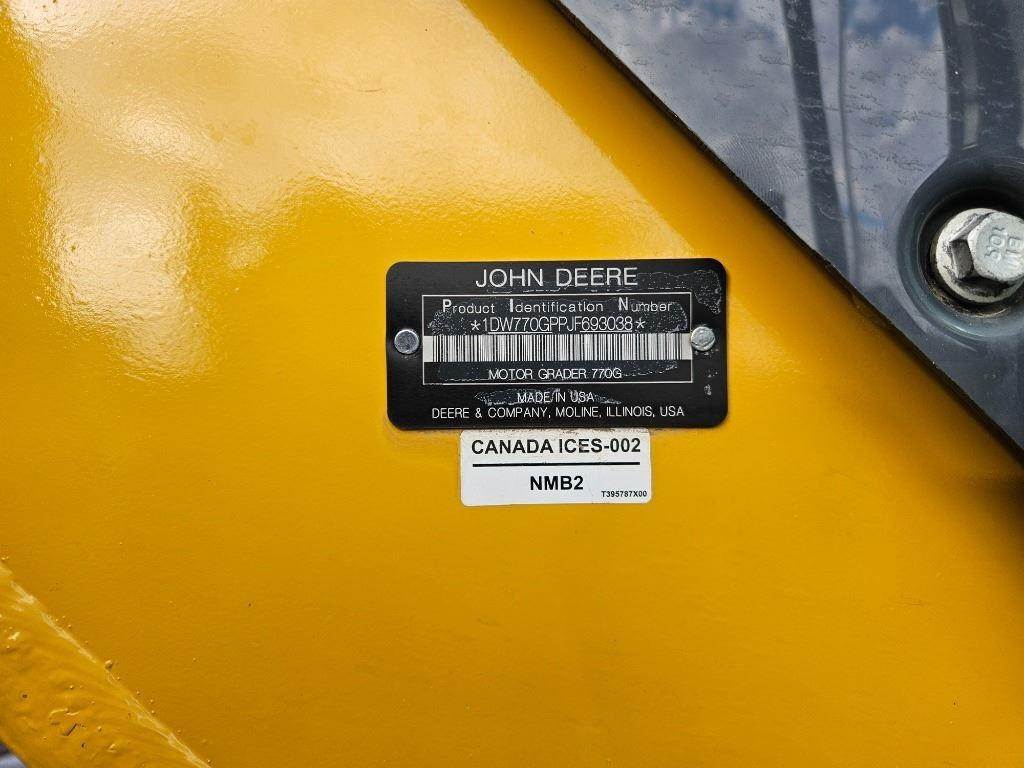 JOHN DEERE
Product Identification Number
*1DW770GPPJF693038*
MOTOR GRADER 770G
MADE IN USA
DEERE & COMPANY, MOLINE, ILLINOIS, USA
CANADA ICES-002
NMB2
T395787X00